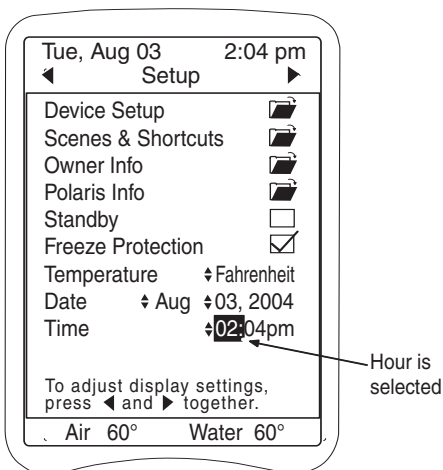 Tue, Aug 03 2:04 pm
Setup
Device Setup
Scenes & Shortcuts
Owner Info
Polaris Info
Standby
Freeze Protection
Temperature Fahrenheit
Date Aug 03, 2004
Time 02:04pm
Hour is
selected
To adjust display settings,
press ◀ and ▶ together.
Air 60° Water 60°